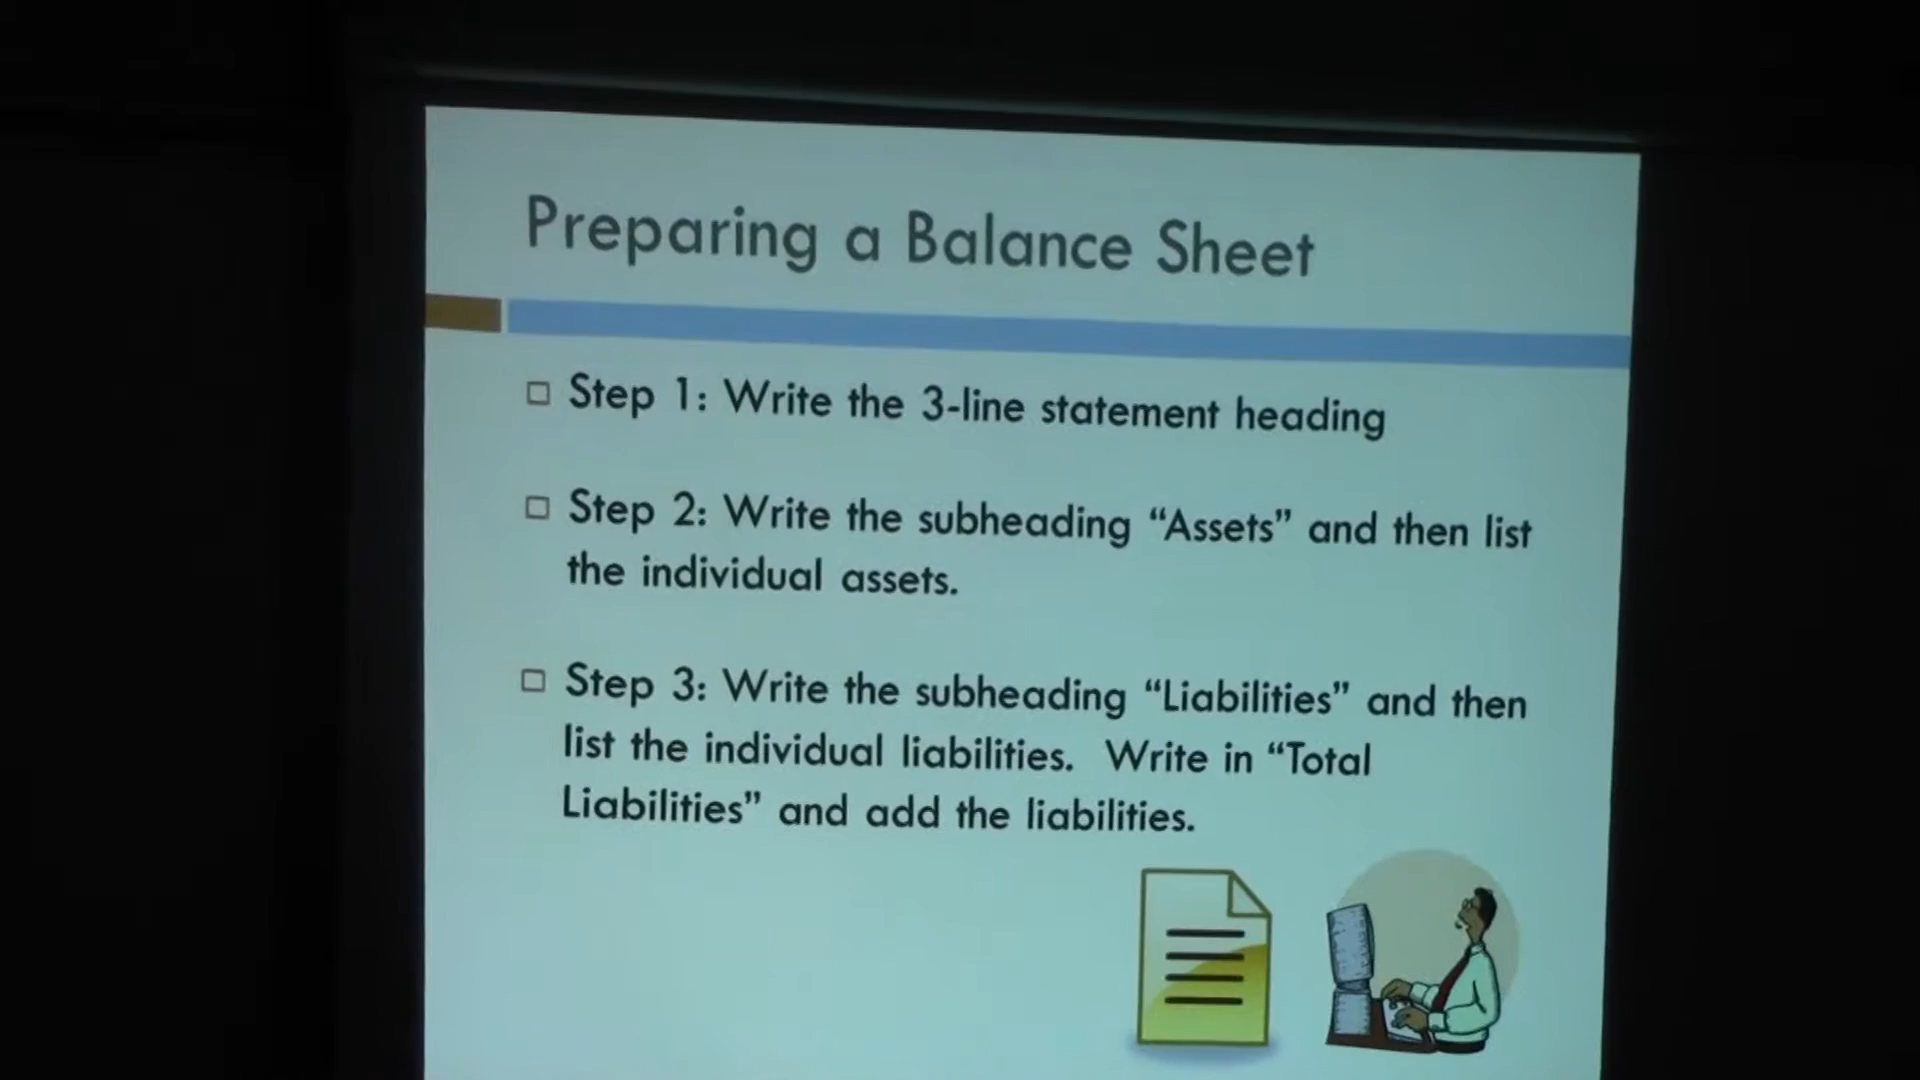 Preparing a Balance Sheet
Step 1: Write the 3-line statement heading
Step 2: Write the subheading “Assets” and then list
the individual assets.
Step 3: Write the subheading “Liabilities” and then
list the individual liabilities.  Write in “Total
Liabilities” and add the liabilities.